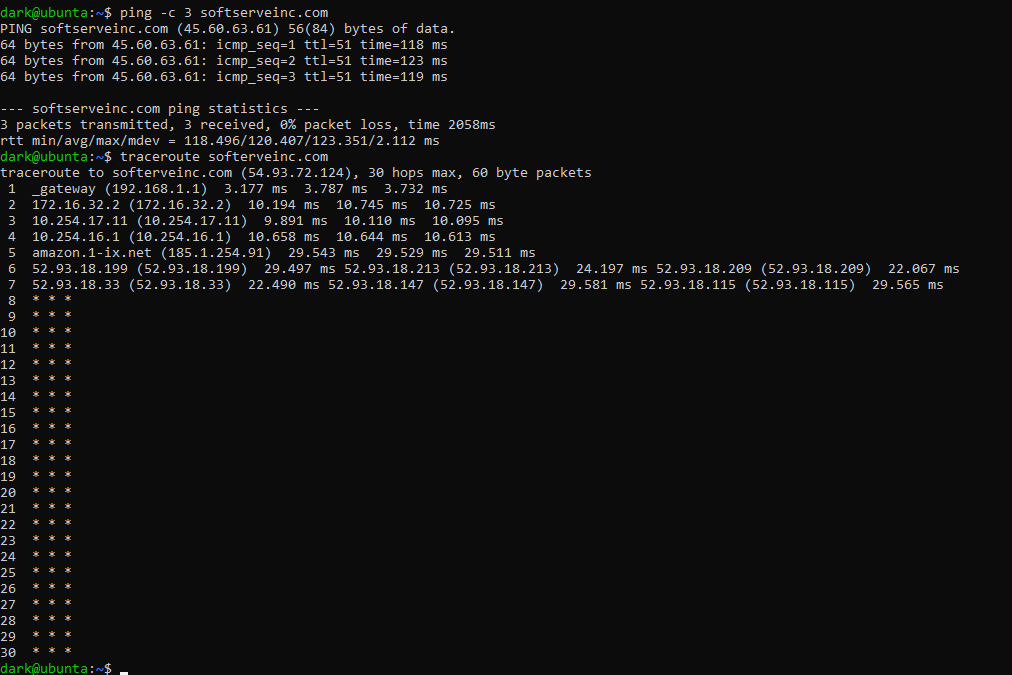 dark@ubuntu:~$ ping -c 3 softserveinc.com
PING softserveinc.com (45.60.63.61) 56(84) bytes of data.
64 bytes from 45.60.63.61: icmp_seq=1 ttl=51 time=118 ms
64 bytes from 45.60.63.61: icmp_seq=2 ttl=51 time=123 ms
64 bytes from 45.60.63.61: icmp_seq=3 ttl=51 time=119 ms

--- softserveinc.com ping statistics ---
3 packets transmitted, 3 received, 0% packet loss, time 2058ms
rtt min/avg/max/mdev = 118.496/120.407/123.351/2.112 ms
dark@ubuntu:~$ traceroute softerveinc.com
traceroute to softerveinc.com (54.93.72.124), 30 hops max, 60 byte packets
 1  _gateway (192.168.1.1)  3.177 ms  3.787 ms  3.732 ms
 2  172.16.32.2 (172.16.32.2)  10.194 ms  10.745 ms  10.725 ms
 3  10.254.17.11 (10.254.17.11)  9.891 ms  10.110 ms  10.095 ms
 4  10.254.16.1 (10.254.16.1)  10.658 ms  10.644 ms  10.613 ms
 5  amazon.1-ix.net (185.1.254.91)  29.543 ms  29.529 ms  29.511 ms
 6  52.93.18.199 (52.93.18.199)  29.497 ms 52.93.18.213 (52.93.18.213)  24.197 ms 52.93.18.209 (52.93.18.209)  22.067 ms
 7  52.93.18.33 (52.93.18.33)  22.490 ms 52.93.18.147 (52.93.18.147)  29.581 ms 52.93.18.115 (52.93.18.115)  29.565 ms
 8  * * *
 9  * * *
10  * * *
11  * * *
12  * * *
13  * * *
14  * * *
15  * * *
16  * * *
17  * * *
18  * * *
19  * * *
20  * * *
21  * * *
22  * * *
23  * * *
24  * * *
25  * * *
26  * * *
27  * * *
28  * * *
29  * * *
30  * * *
dark@ubuntu:~$